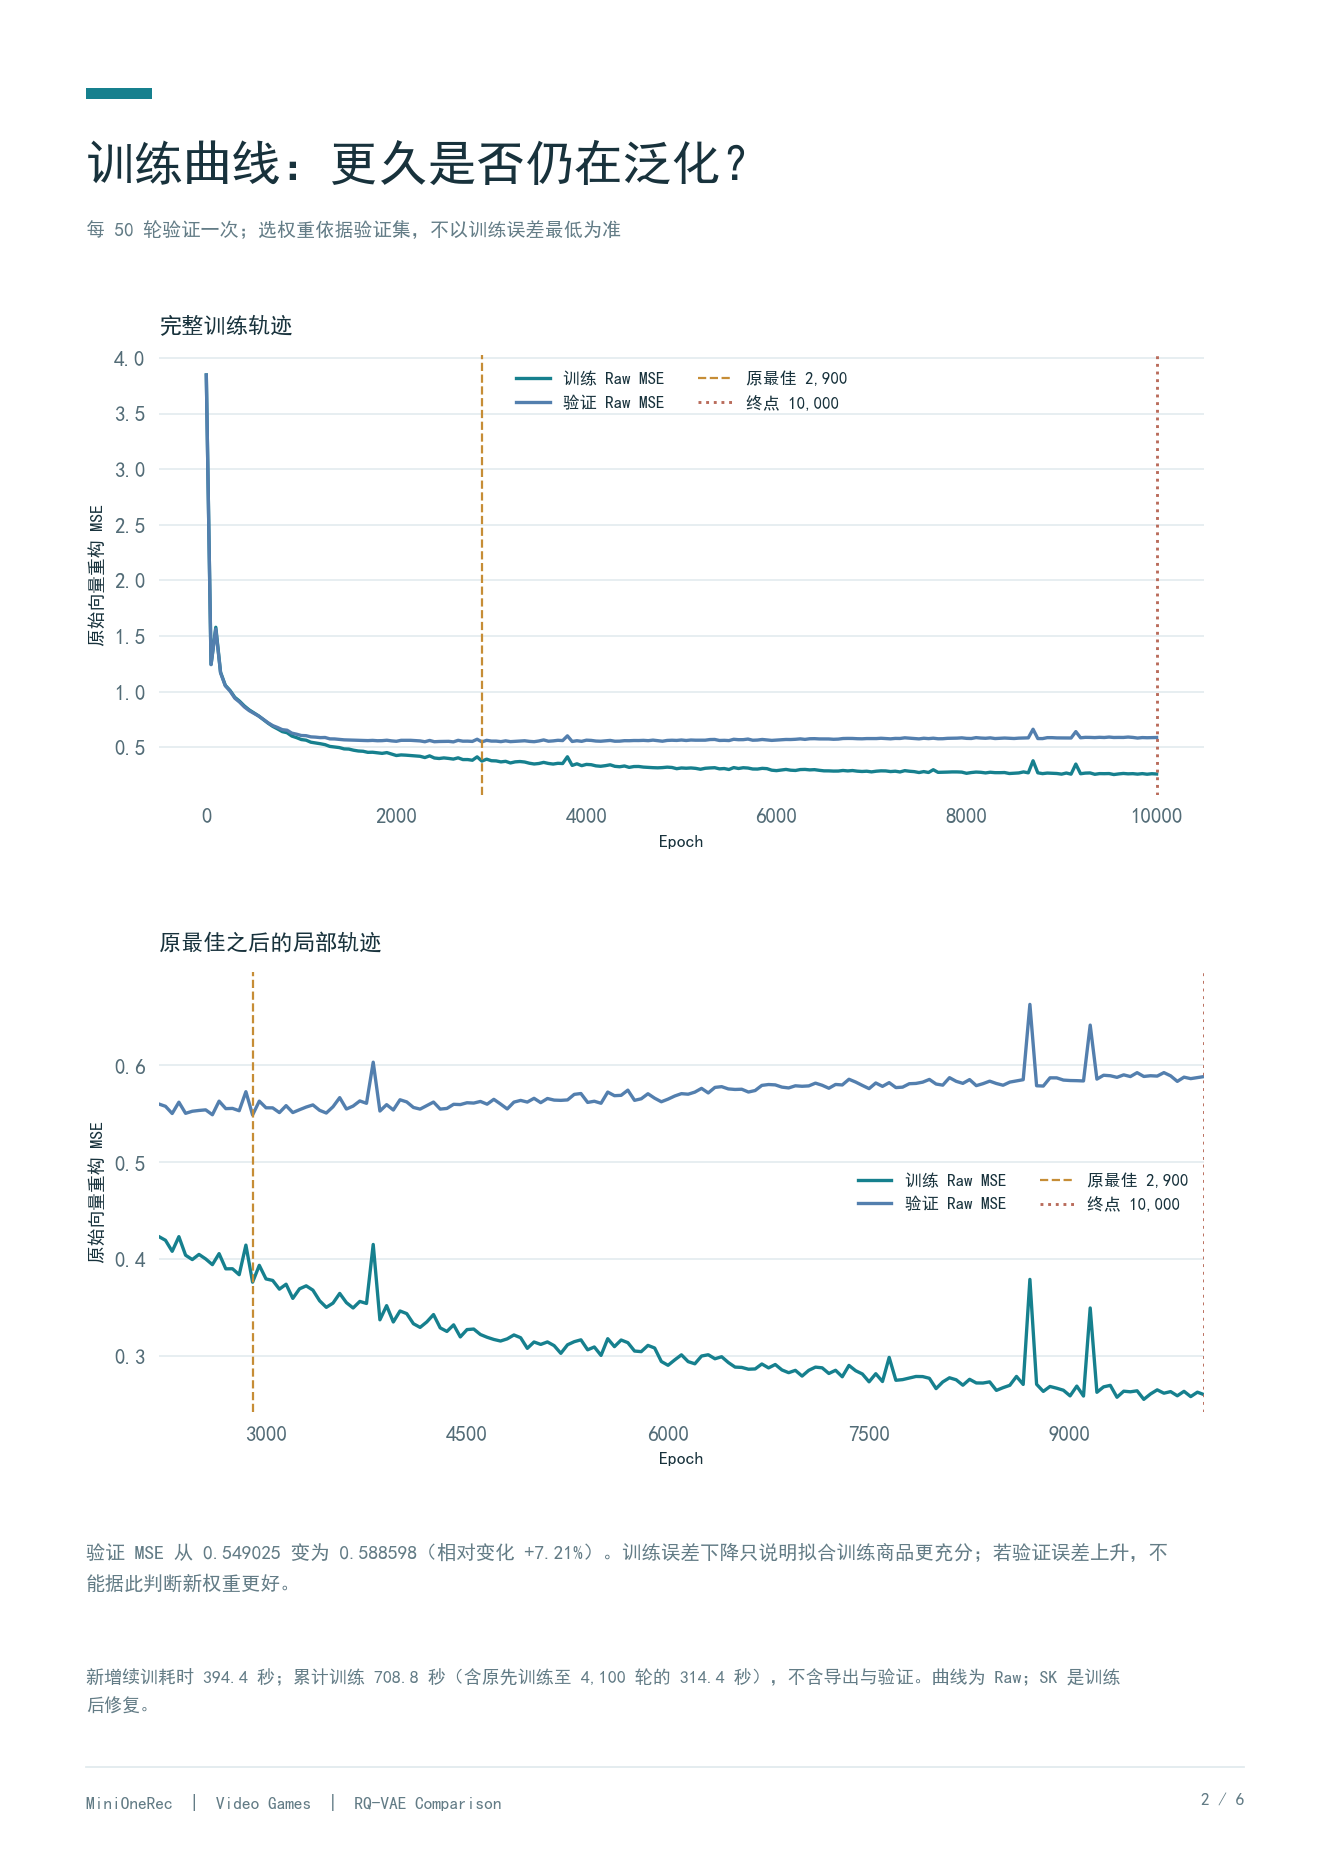 训练曲线：更久是否仍在泛化？
每 50 轮验证一次；选权重依据验证集，不以训练误差最低为准
完整训练轨迹
4.0
3.5
3.0
2.5
2.0
1.5
1.0
0.5
原始向量重构 MSE
训练 Raw MSE
验证 Raw MSE
原最佳 2,900
终点 10,000
0 2000 4000 6000 8000 10000
Epoch
原最佳之后的局部轨迹
0.6
0.5
0.4
0.3
原始向量重构 MSE
训练 Raw MSE
验证 Raw MSE
原最佳 2,900
终点 10,000
3000 4500 6000 7500 9000
Epoch
验证 MSE 从 0.549025 变为 0.588598（相对变化 +7.21%）。训练误差下降只说明拟合训练商品更充分；若验证误差上升，不
能据此判断新权重更好。
新增续训耗时 394.4 秒；累计训练 708.8 秒（含原先训练至 4,100 轮的 314.4 秒），不含导出与验证。曲线为 Raw；SK 是训练
后修复。
MiniOneRec | Video Games | RQ-VAE Comparison
2 / 6